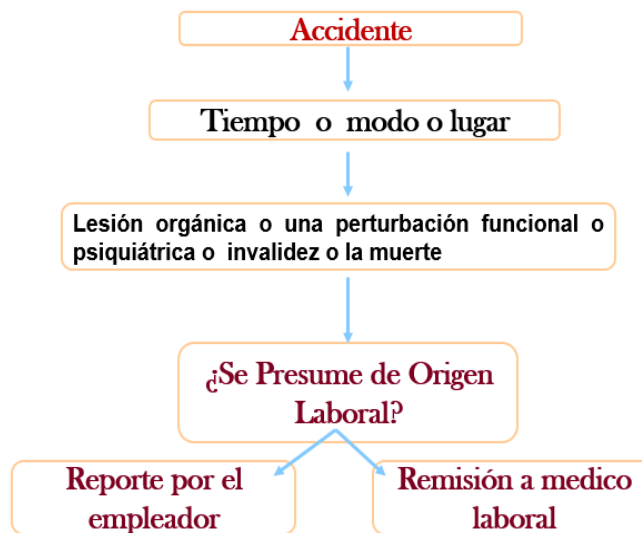 Accidente
Tiempo o modo o lugar
Lesión orgánica o una perturbación funcional o
psiquiátrica o invalidez o la muerte
¿Se Presume de Origen
Laboral?
Reporte por el
empleador
Remisión a medico
laboral